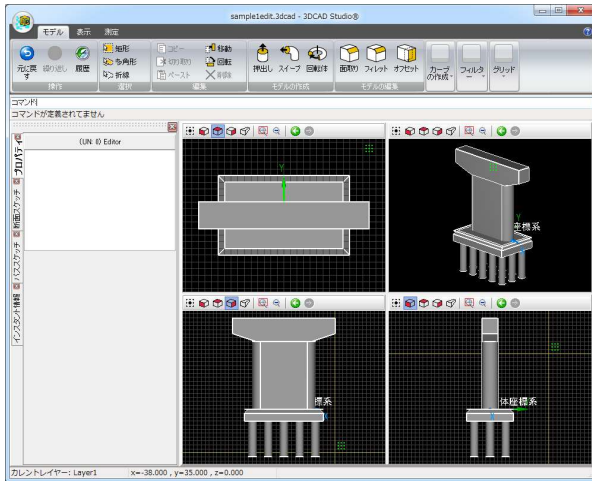 sample1edit.3dcad - 3DCAD Studio®
モデル 表示 測定
元に戻す 繰り返し 履歴
矩形
多角形
折線
コピー
切り取り
ペースト
移動
回転
削除
押出し スイープ 回転体
面取り フィレット オフセット
カーブの作成 フィルター グリッド
操作 選択 編集 モデルの作成 モデルの編集
コマンド
コマンドが定義されてません
(UN: 0) Editor
プロパティ
断面スケッチ
パススケッチ
インスタント情報
Y
Y
座標系
標系
体座標系
カレントレイヤー: Layer1 x=-38.000 , y=35.000 , z=0.000